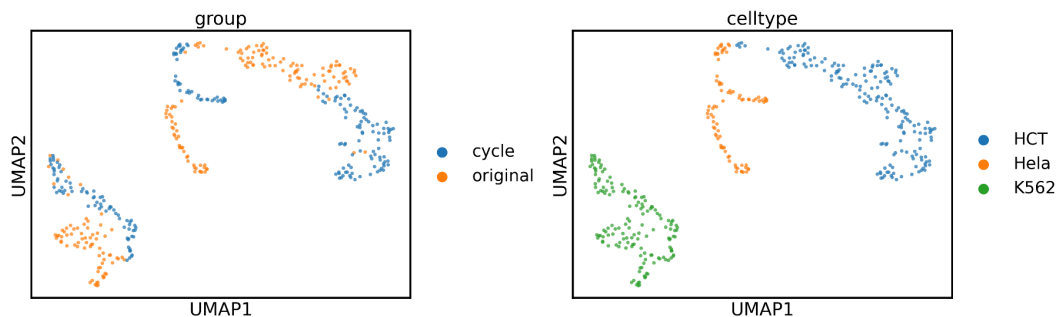 group
UMAP2
UMAP1
cycle
original
celltype
UMAP2
UMAP1
HCT
Hela
K562